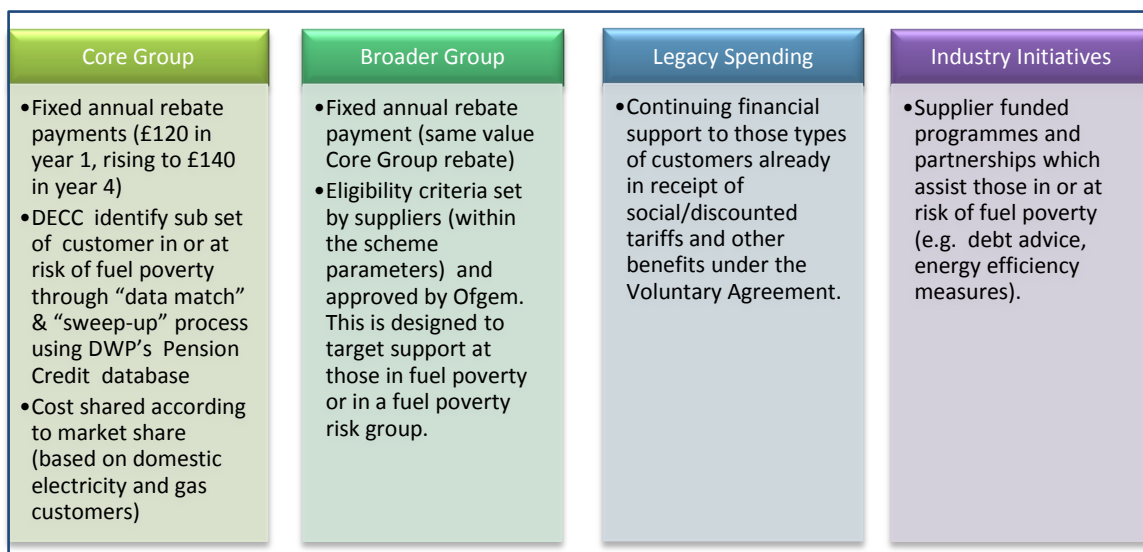 Core Group
•Fixed annual rebate
payments (£120 in
year 1, rising to £140
in year 4)
•DECC identify sub set
of customer in or at
risk of fuel poverty
through “data match”
& “sweep-up” process
using DWP’s Pension
Credit database
•Cost shared according
to market share
(based on domestic
electricity and gas
customers)
Broader Group
•Fixed annual rebate
payment (same value
Core Group rebate)
•Eligibility criteria set
by suppliers (within
the scheme
parameters) and
approved by Ofgem.
This is designed to
target support at
those in fuel poverty
or in a fuel poverty
risk group.
Legacy Spending
•Continuing financial
support to those types
of customers already
in receipt of
social/discounted
tariffs and other
benefits under the
Voluntary Agreement.
Industry Initiatives
•Supplier funded
programmes and
partnerships which
assist those in or at
risk of fuel poverty
(e.g. debt advice,
energy efficiency
measures).